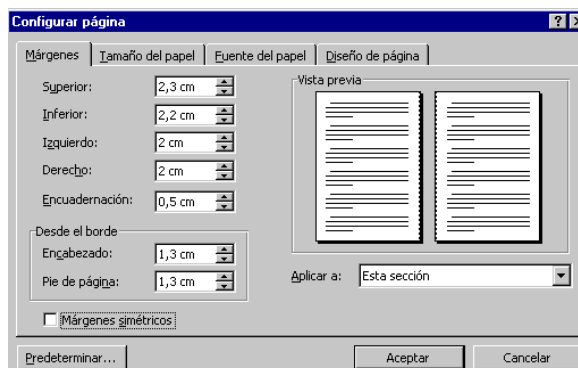 Configurar página
Márgenes Tamaño del papel Fuente del papel Diseño de página
Superior: 2,3 cm
Inferior: 2,2 cm
Izquierdo: 2 cm
Derecho: 2 cm
Encuadernación: 0,5 cm
Desde el borde
Encabezado: 1,3 cm
Pie de página: 1,3 cm
Márgenes simétricos
Vista previa
Aplicar a: Esta sección
Predeterminar... Aceptar Cancelar